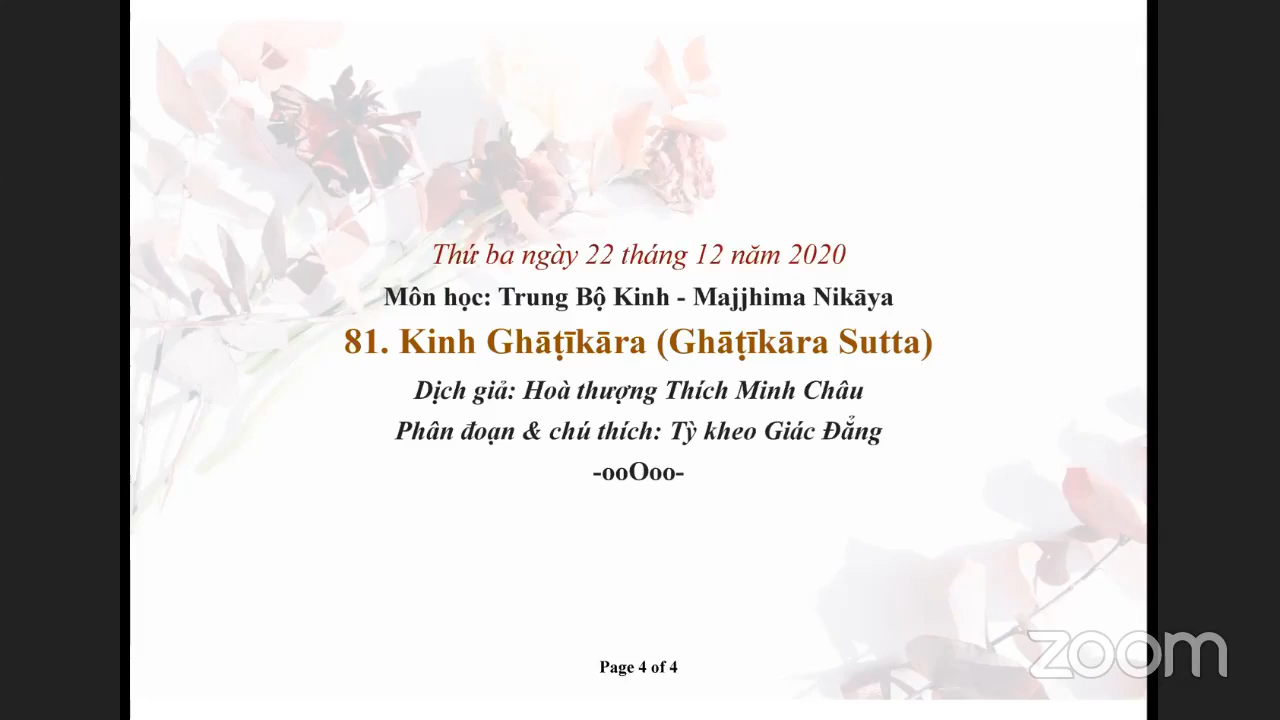 Thứ ba ngày 22 tháng 12 năm 2020
Môn học: Trung Bộ Kinh - Majjhima Nikāya
81. Kinh Ghāṭīkāra (Ghāṭīkāra Sutta)
Dịch giả: Hoà thượng Thích Minh Châu
Phân đoạn & chú thích: Tỳ kheo Giác Đẳng
-ooOoo-
zoom
Page 4 of 4